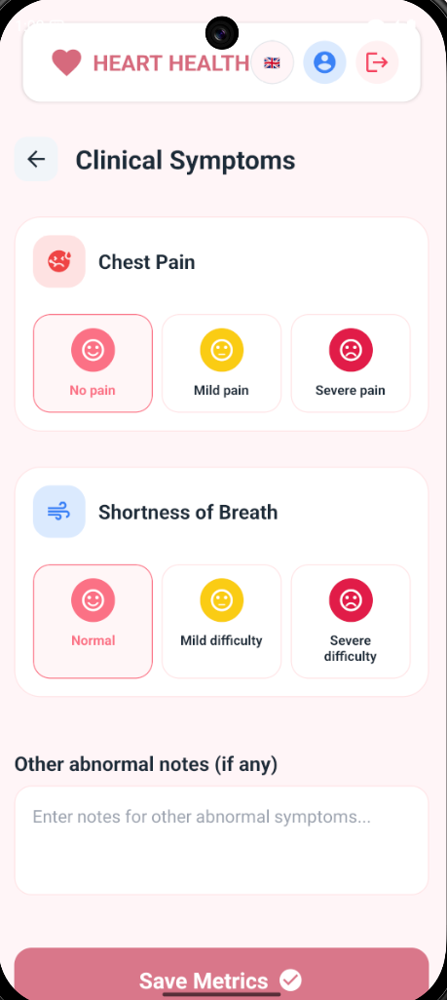 HEART HEALTH
Clinical Symptoms
Chest Pain
No pain
Mild pain
Severe pain
Shortness of Breath
Normal
Mild difficulty
Severe
difficulty
Other abnormal notes (if any)
Enter notes for other abnormal symptoms...
Save Metrics